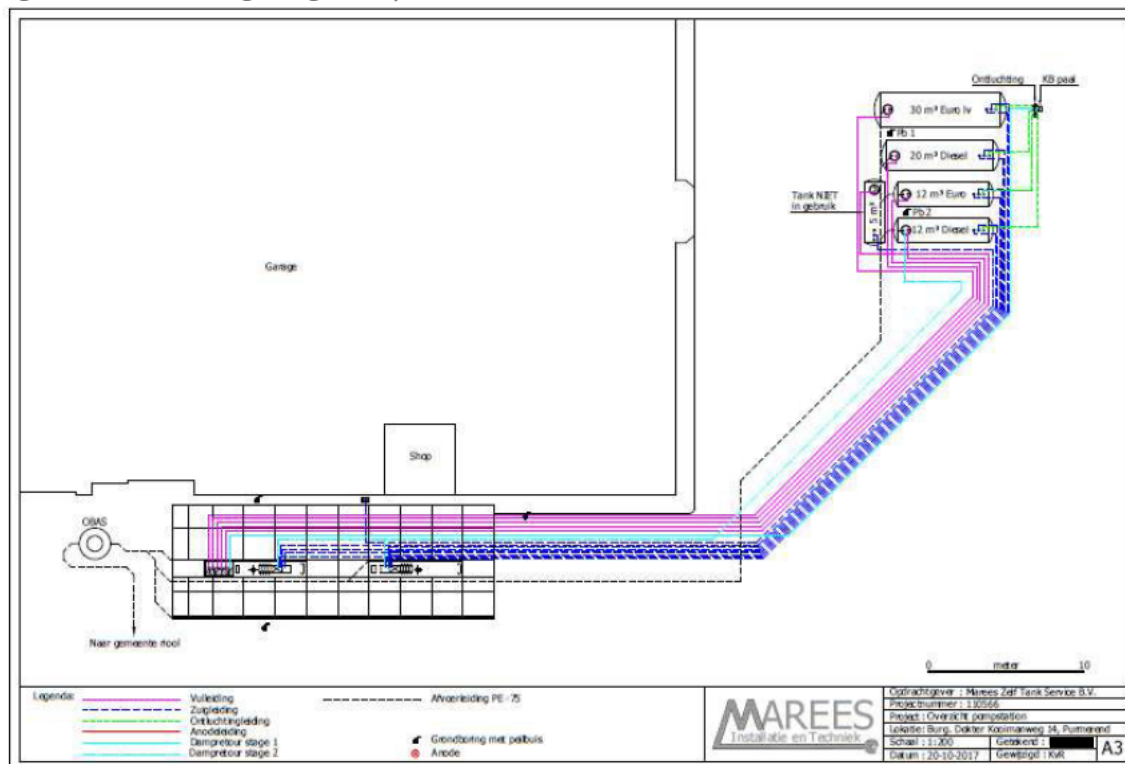 Ontluchting
KB paal
30 m³ Euro lv
Pb 1
20 m³ Diesel
Tank NIET
in gebruik
5 m³
12 m³ Euro
Pb 2
12 m³ Diesel
Garage
Shop
OBAS
Naar gemeente riool
0 meter 10
Legenda:
Vulleiding
Zuigleiding
Ontluchtingleiding
Anodeleiding
Dampretour stage 1
Dampretour stage 2
Afvoerleiding PE-75
Grondboring met peilbuis
Anode
MAREES
Installatie en Techniek
Opdrachtgever : Marees Zelf Tank Service B.V.
Projectnummer : 110566
Project : Overzicht pompstation
Lokatie: Burg. Dokter Kooimanweg 14, Purmerend
Schaal : 1:200 Getekend :
Datum : 20-10-2017 Gewijzigd : KvR
A3